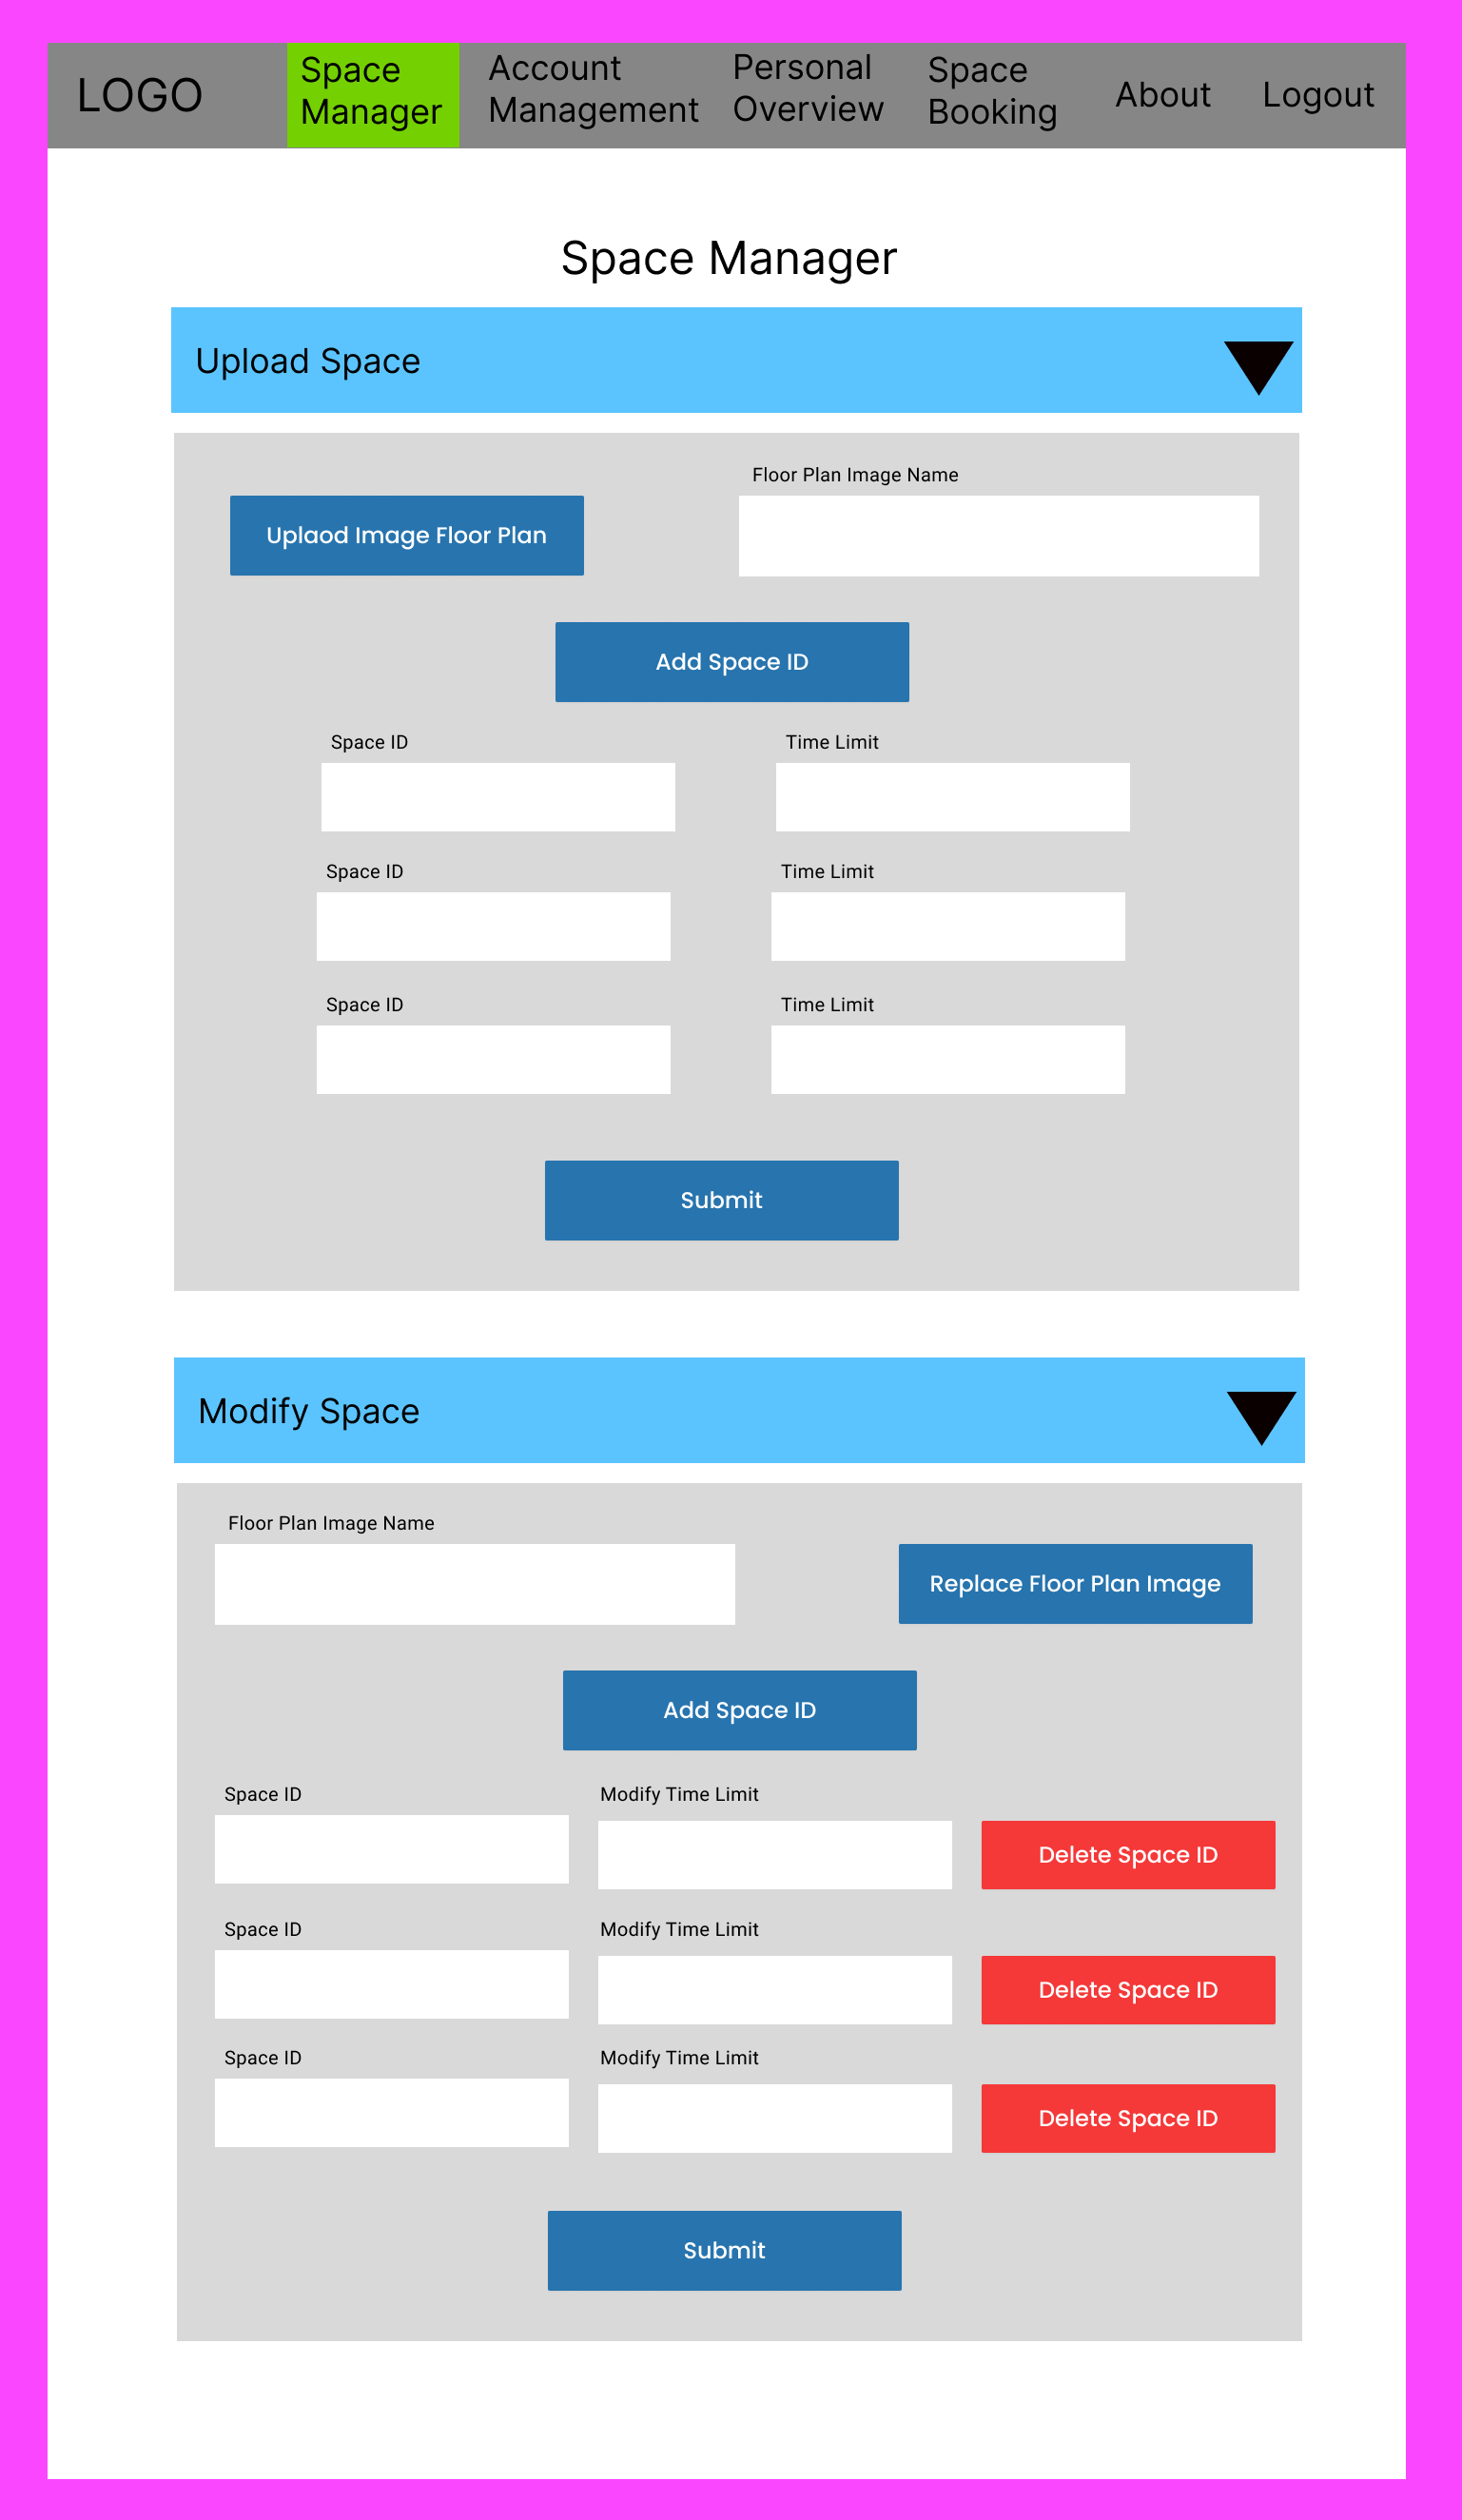 LOGO
Space
Manager
Account
Management
Personal
Overview
Space
Booking
About
Logout
Space Manager
Upload Space
Floor Plan Image Name
Uplaod Image Floor Plan
Add Space ID
Space ID
Time Limit
Space ID
Time Limit
Space ID
Time Limit
Submit
Modify Space
Floor Plan Image Name
Replace Floor Plan Image
Add Space ID
Space ID
Modify Time Limit
Delete Space ID
Space ID
Modify Time Limit
Delete Space ID
Space ID
Modify Time Limit
Delete Space ID
Submit